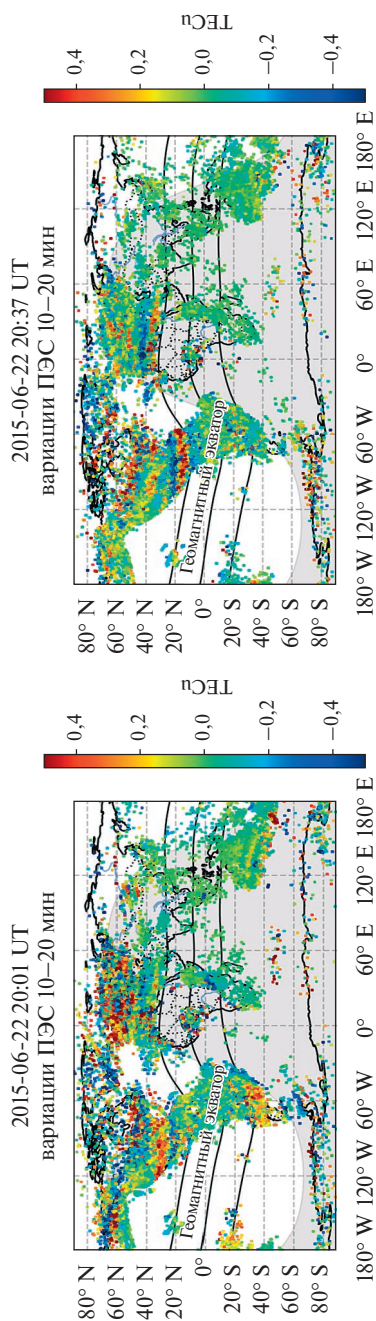 2015-06-22 20:01 UT
вариации ПЭС 10–20 мин
80° N
60° N
40° N
20° N
0°
20° S
40° S
60° S
80° S
180° W 120° W 60° W 0° 60° E 120° E 180° E
Геомагнитный экватор
TECu
0,4
0,2
0,0
−0,2
−0,4
2015-06-22 20:37 UT
вариации ПЭС 10–20 мин
80° N
60° N
40° N
20° N
0°
20° S
40° S
60° S
80° S
180° W 120° W 60° W 0° 60° E 120° E 180° E
Геомагнитный экватор
TECu
0,4
0,2
0,0
−0,2
−0,4